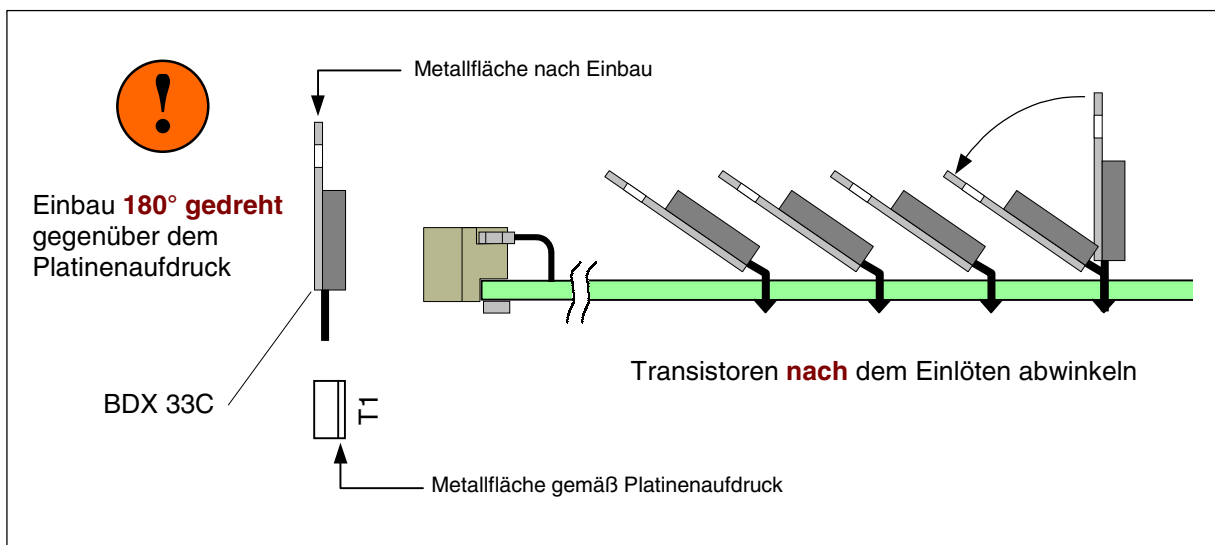 Metallfläche nach Einbau
!
Einbau 180° gedreht
gegenüber dem
Platinenaufdruck
BDX 33C
T1
Transistoren nach dem Einlöten abwinkeln
Metallfläche gemäß Platinenaufdruck